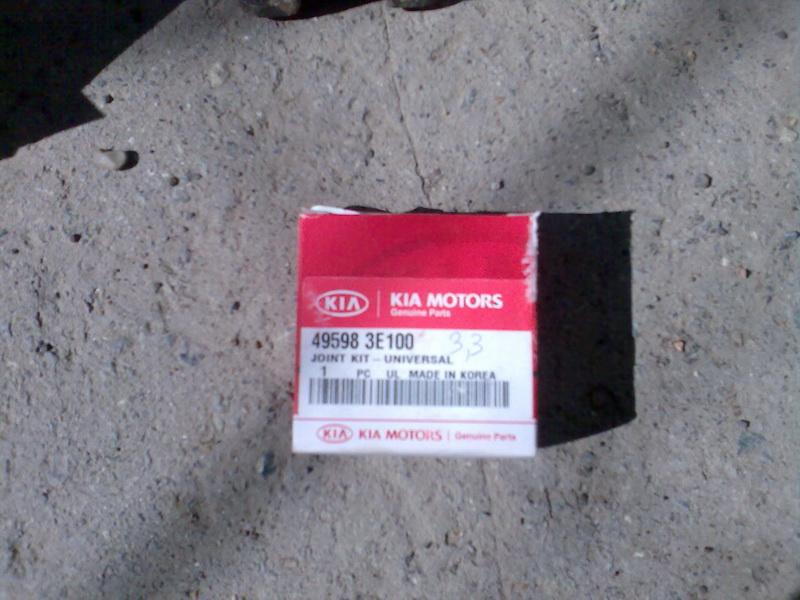 KIA KIA MOTORS
Genuine Parts
49598 3E100 3,3
JOINT KIT - UNIVERSAL
1 PC UL MADE IN KOREA
KIA KIA MOTORS Genuine Parts